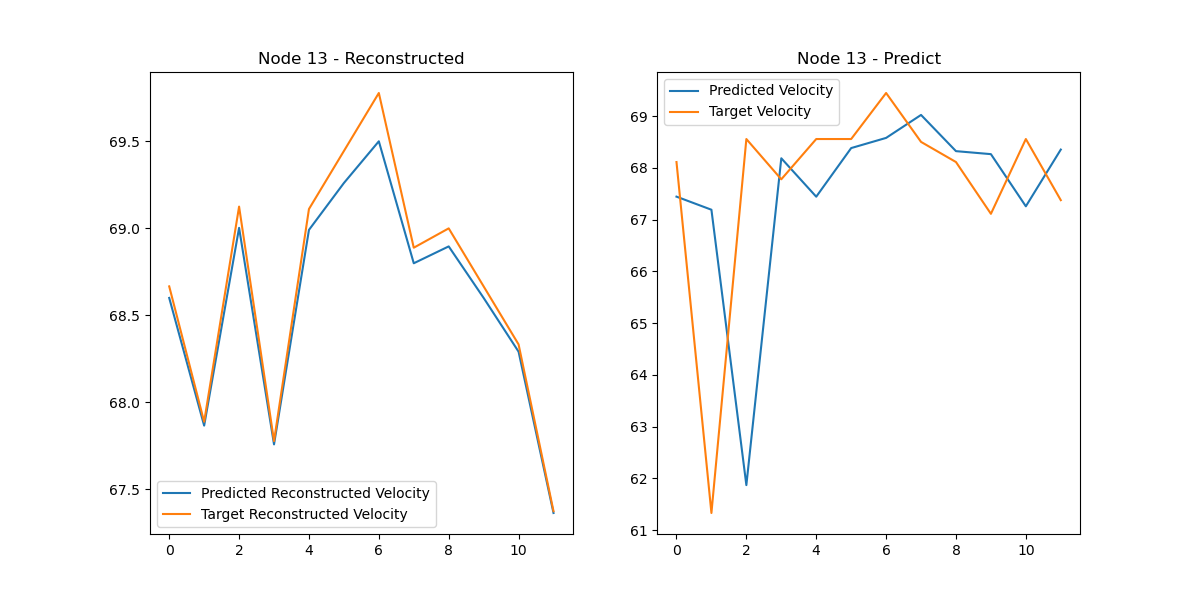 Node 13 - Reconstructed
69.5
69.0
68.5
68.0
67.5
Predicted Reconstructed Velocity
Target Reconstructed Velocity
0 2 4 6 8 10
Node 13 - Predict
Predicted Velocity
Target Velocity
69
68
67
66
65
64
63
62
61
0 2 4 6 8 10